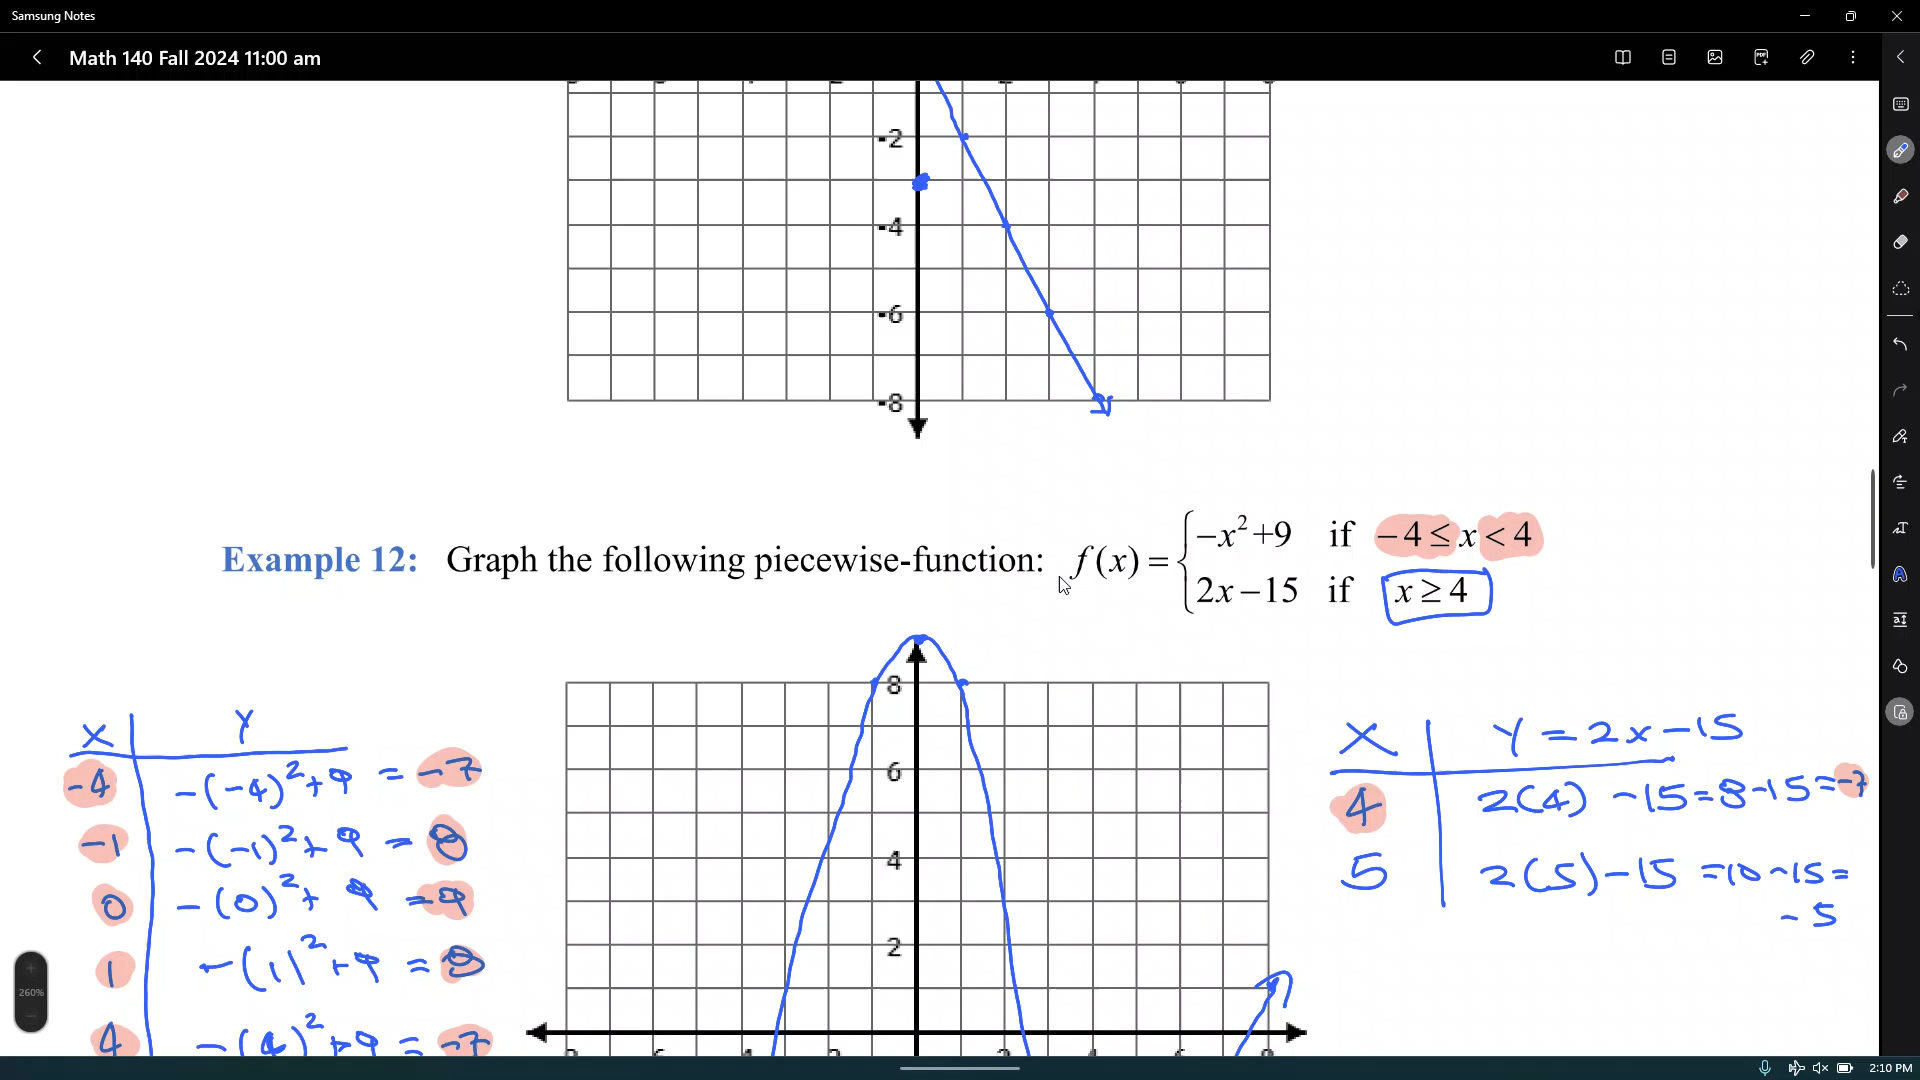 Samsung Notes
Math 140 Fall 2024 11:00 am
-2
-4
-6
-8
Example 12: Graph the following piecewise-function: f(x) = { -x²+9 if -4 ≤ x < 4
2x-15 if x ≥ 4
8
6
4
2
X | Y
-4 | -(-4)²+9 = -7
-1 | -(-1)²+9 = 8
0 | -(0)²+9 = 9
1 | -(1)²+9 = 8
4 | -(4)²+9 = -7
X | Y = 2x-15
4 | 2(4) -15=8-15=-7
5 | 2(5)-15 =10-15=
-5
260%
2:10 PM